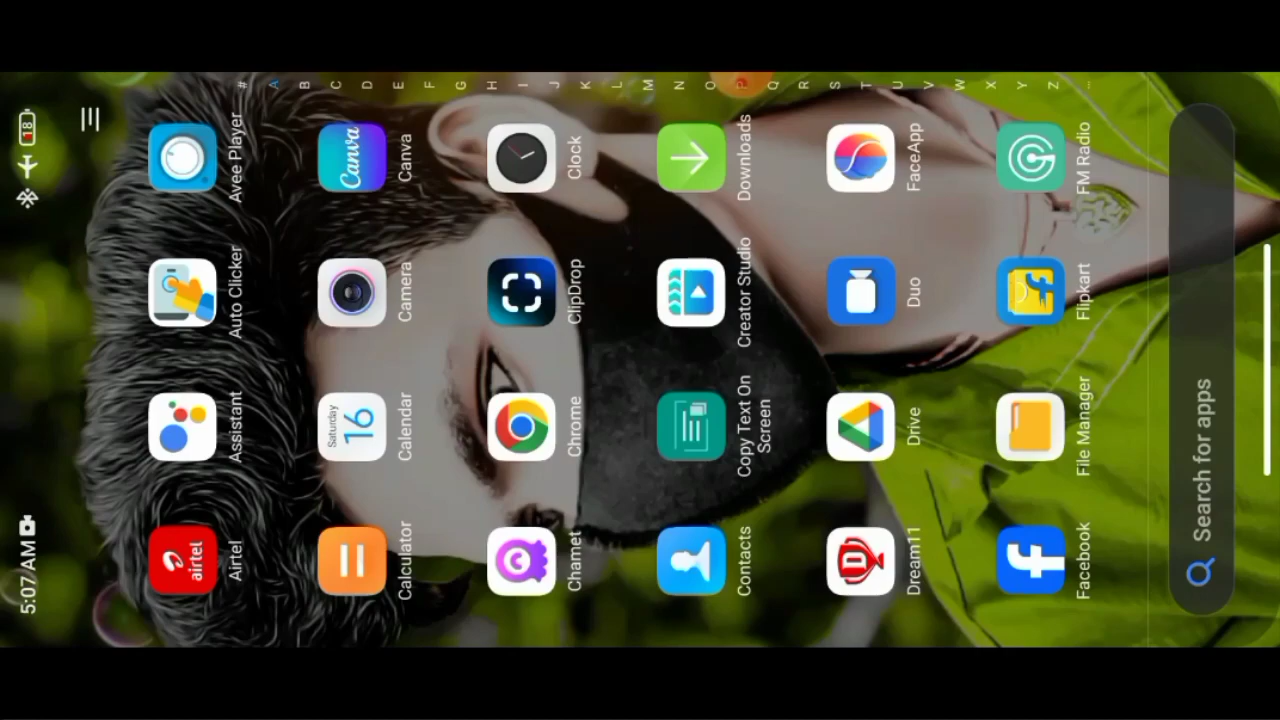 5:07 AM
18
Airtel
Assistant
Auto Clicker
Avee Player
Calculator
Calendar
Camera
Canva
Chamet
Chrome
ClipDrop
Clock
Contacts
Copy Text On
Screen
Creator Studio
Downloads
Dream11
Drive
Duo
FaceApp
Facebook
File Manager
Flipkart
FM Radio
airtel
Saturday
16
Canva
D
f
f
Search for apps
#
A
B
C
D
E
F
G
H
I
J
K
L
M
N
O
P
Q
R
S
T
U
V
W
X
Y
Z
...